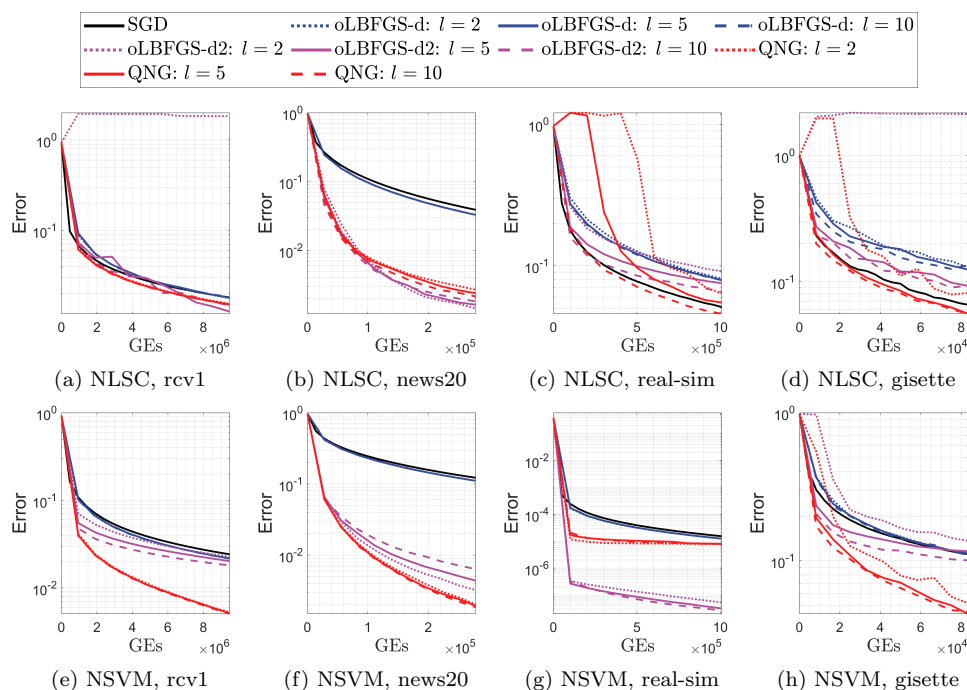 SGD oLBFGS-d: l = 2 oLBFGS-d: l = 5 oLBFGS-d: l = 10
oLBFGS-d2: l = 2 oLBFGS-d2: l = 5 oLBFGS-d2: l = 10 QNG: l = 2
QNG: l = 5 QNG: l = 10
Error
10^0
10^-1
0 2 4 6 8
GEs ×10^6
(a) NLSC, rcv1
Error
10^0
10^-1
10^-2
0 1 2
GEs ×10^5
(b) NLSC, news20
Error
10^0
10^-1
0 5 10
GEs ×10^5
(c) NLSC, real-sim
Error
10^0
10^-1
0 2 4 6 8
GEs ×10^4
(d) NLSC, gisette
Error
10^0
10^-1
10^-2
0 2 4 6 8
GEs ×10^6
(e) NSVM, rcv1
Error
10^0
10^-1
10^-2
0 1 2
GEs ×10^5
(f) NSVM, news20
Error
10^-2
10^-4
10^-6
0 5 10
GEs ×10^5
(g) NSVM, real-sim
Error
10^0
10^-1
0 2 4 6 8
GEs ×10^4
(h) NSVM, gisette